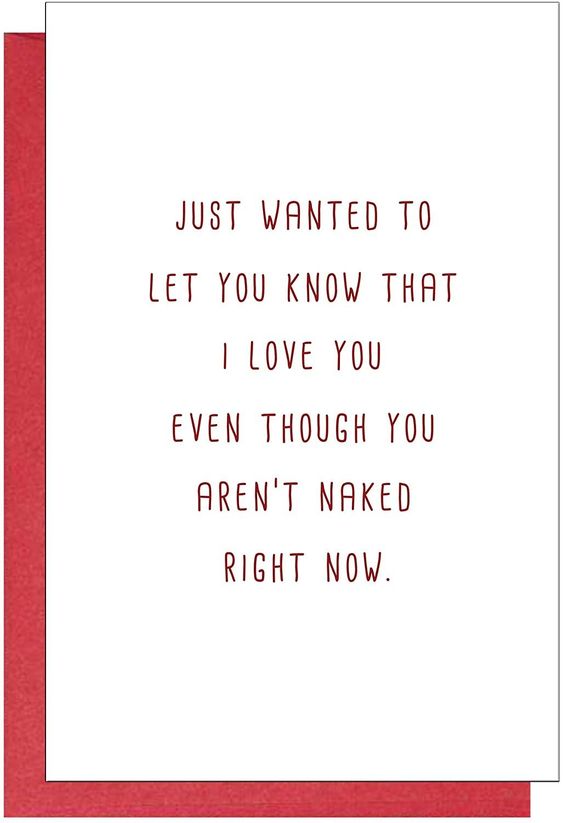 JUST WANTED TO
LET YOU KNOW THAT
I LOVE YOU
EVEN THOUGH YOU
AREN'T NAKED
RIGHT NOW.